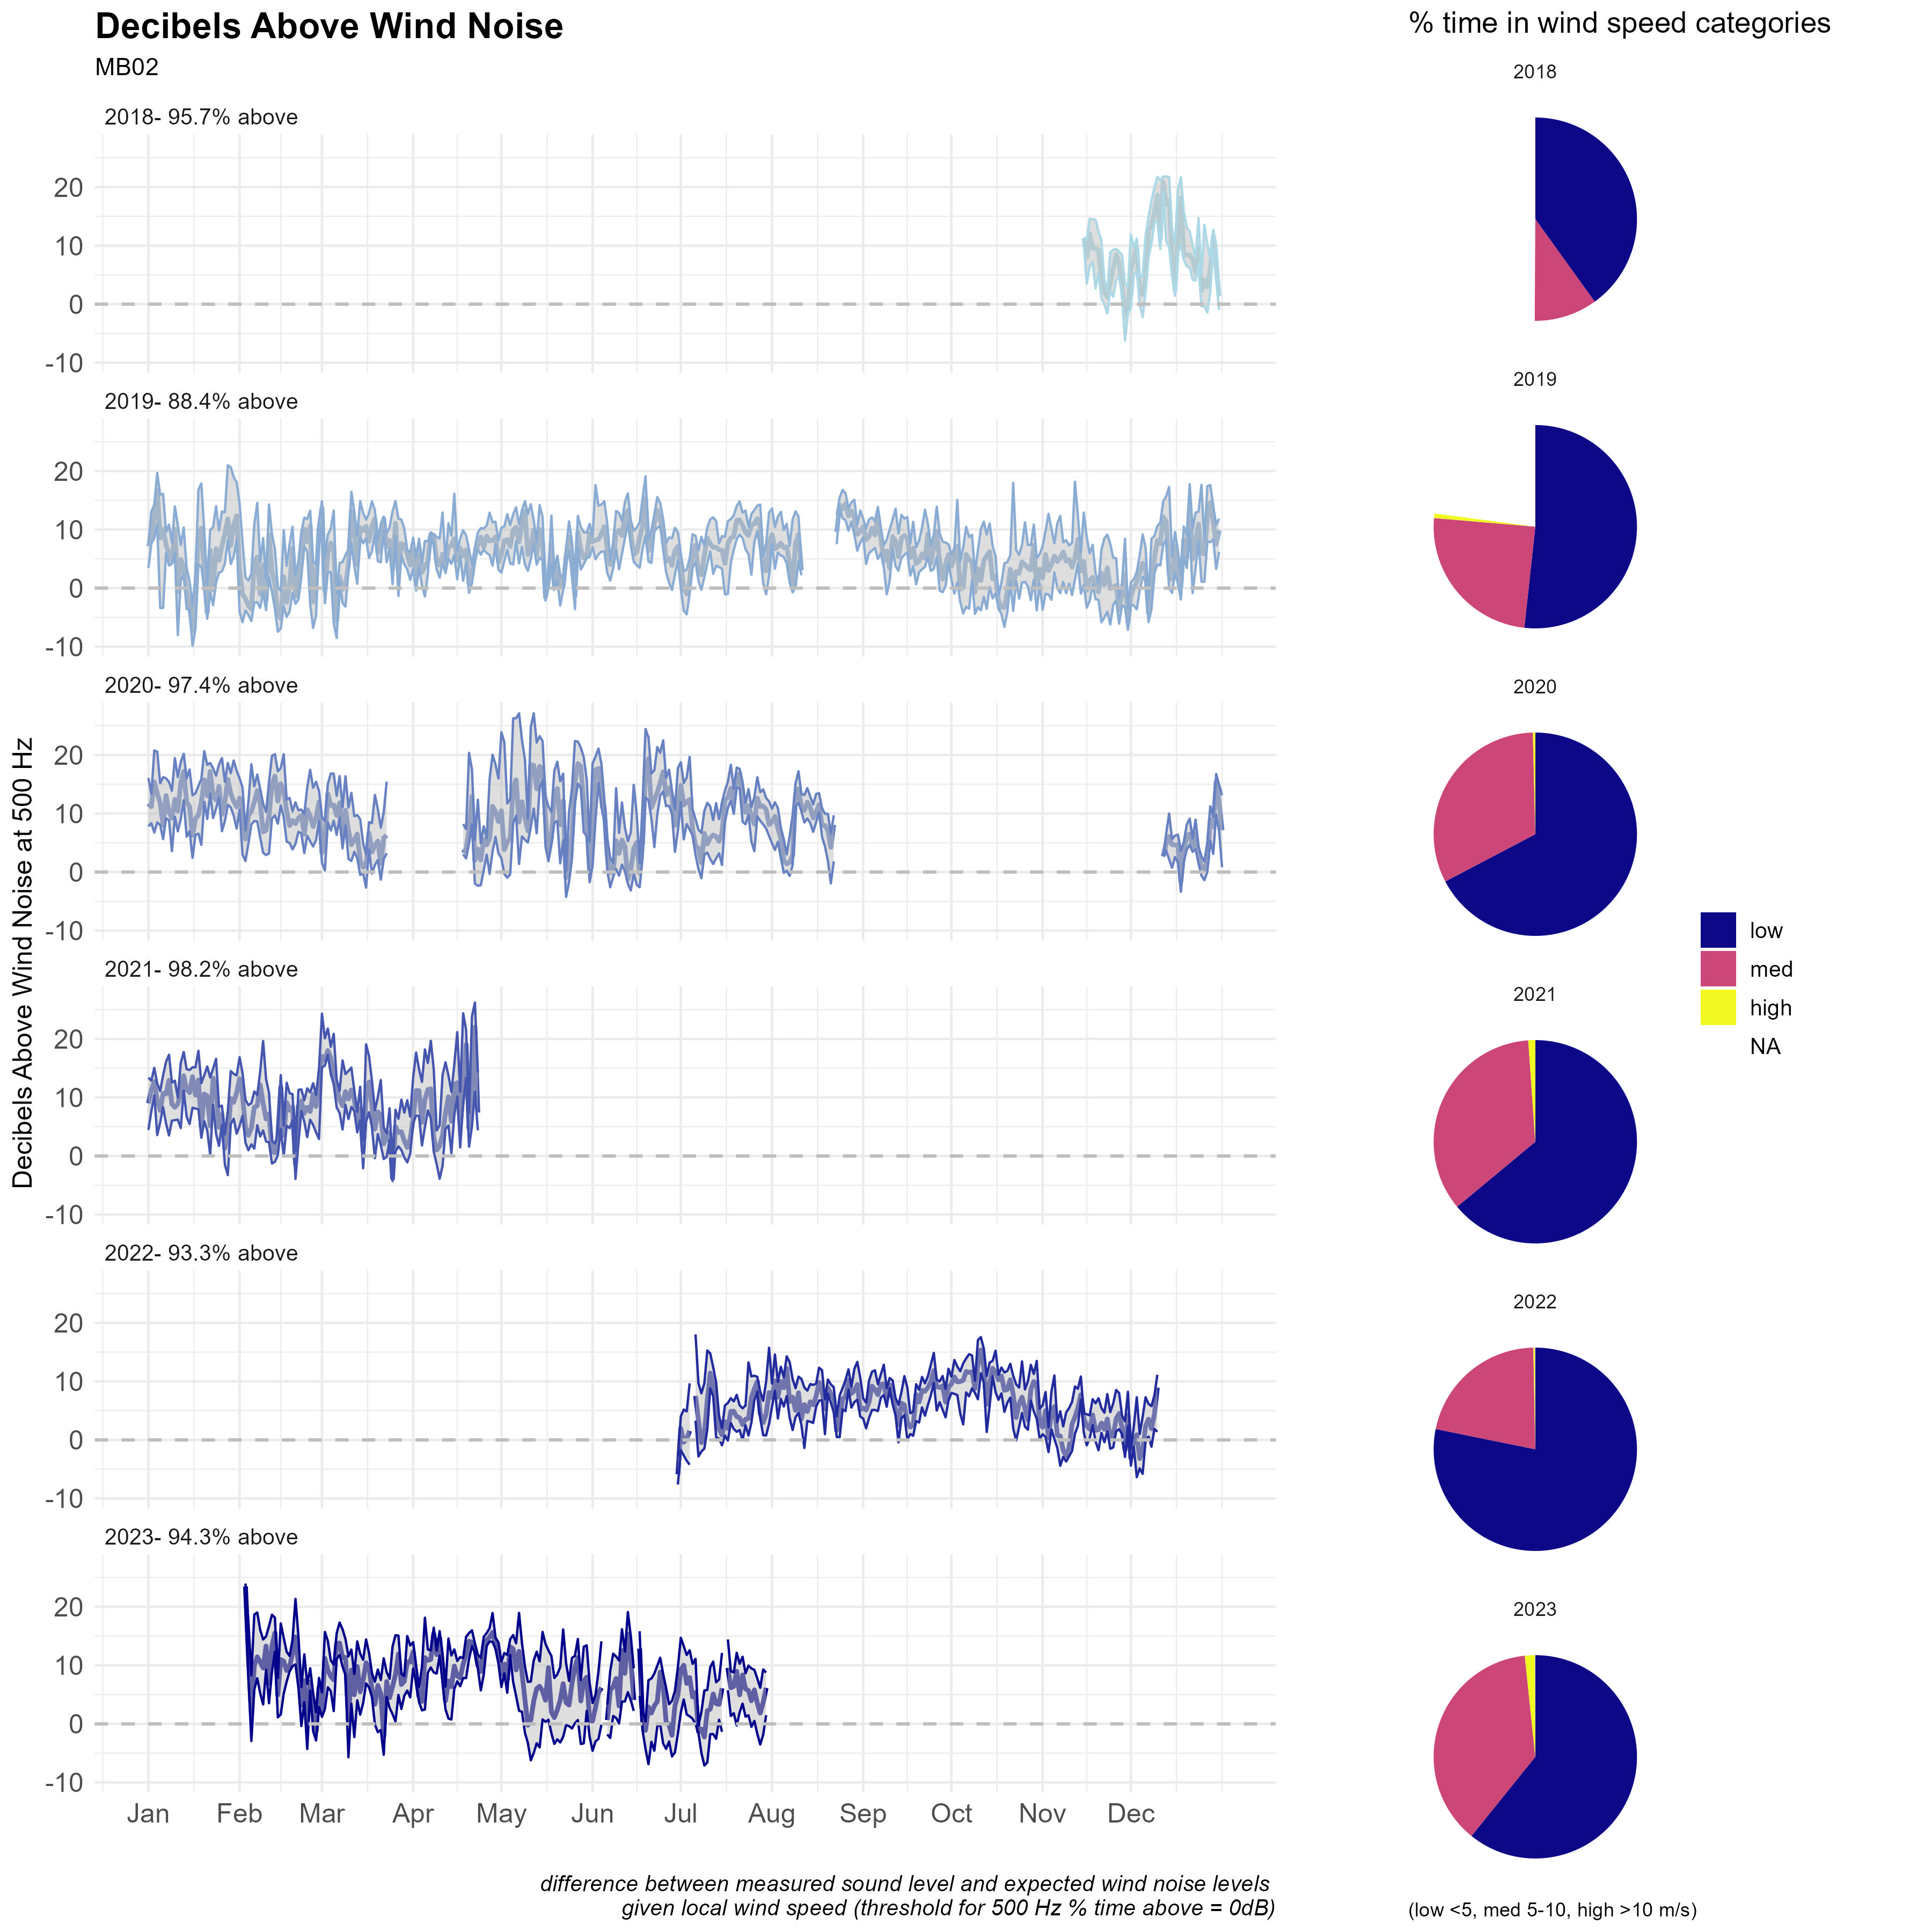 Decibels Above Wind Noise
MB02
% time in wind speed categories
Decibels Above Wind Noise at 500 Hz
2018- 95.7% above
20
10
0
-10
2019- 88.4% above
20
10
0
-10
2020- 97.4% above
20
10
0
-10
2021- 98.2% above
20
10
0
-10
2022- 93.3% above
20
10
0
-10
2023- 94.3% above
20
10
0
-10
Jan Feb Mar Apr May Jun Jul Aug Sep Oct Nov Dec
difference between measured sound level and expected wind noise levels
given local wind speed (threshold for 500 Hz % time above = 0dB)
2018
2019
2020
2021
2022
2023
low
med
high
NA
(low <5, med 5-10, high >10 m/s)